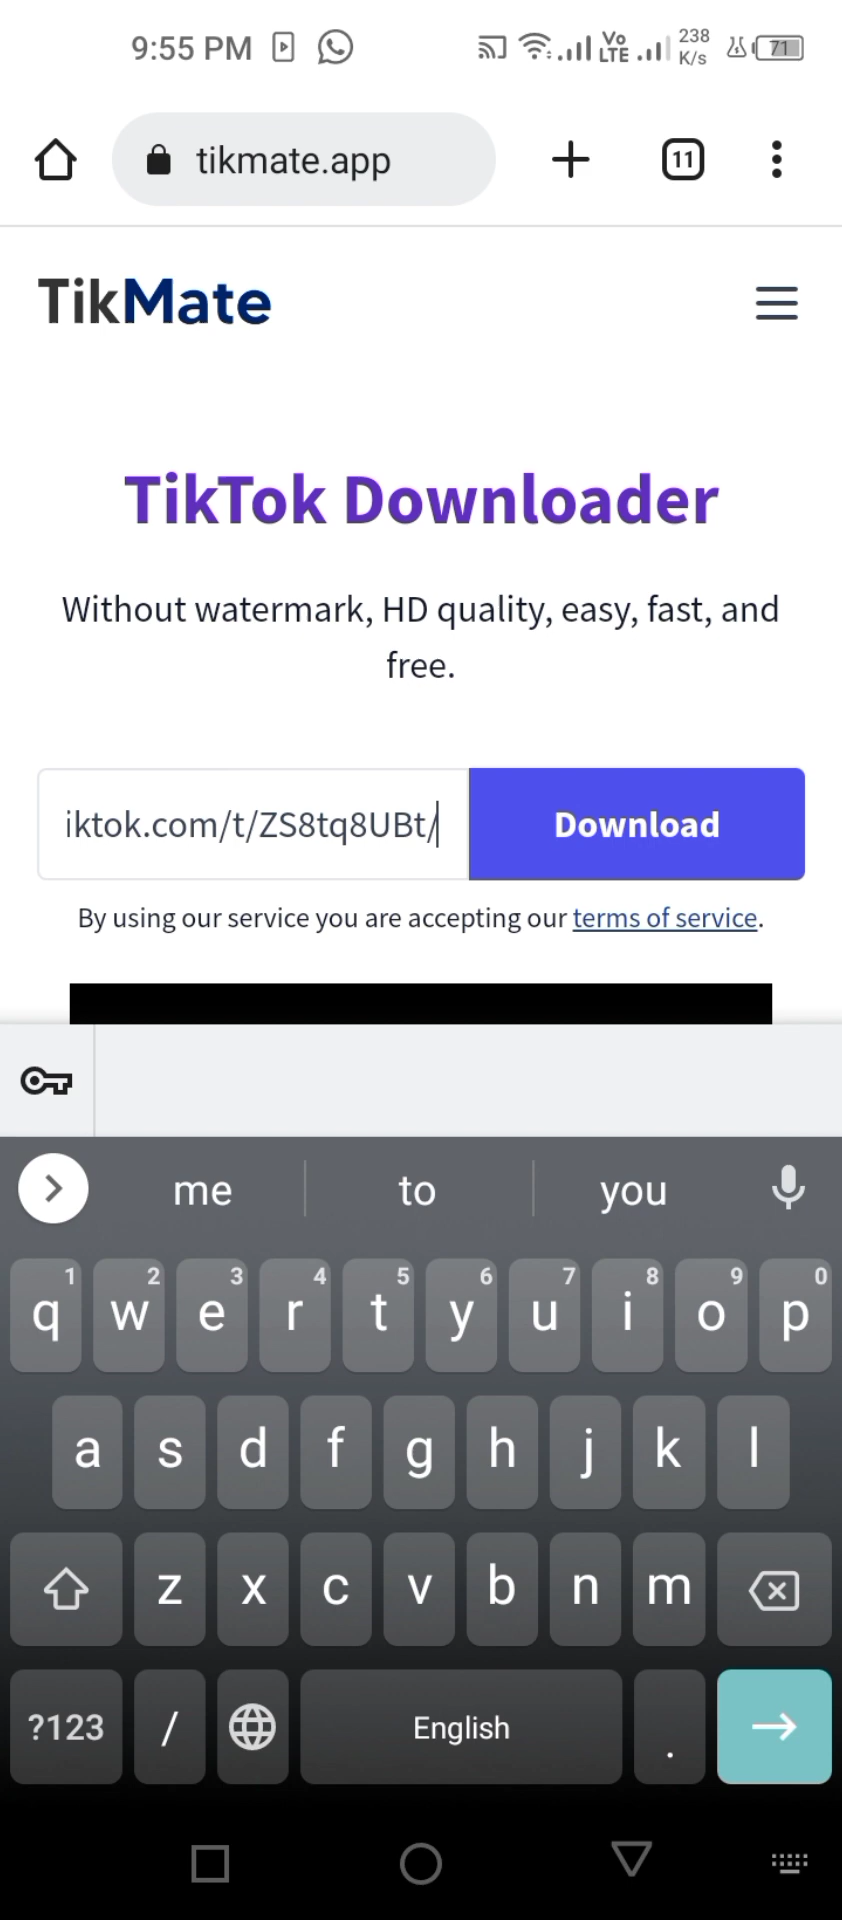 9:55 PM
Vo
LTE
238
K/s
71
tikmate.app
11
TikMate
TikTok Downloader
Without watermark, HD quality, easy, fast, and
free.
iktok.com/t/ZS8tq8UBt/
Download
By using our service you are accepting our terms of service.
me to you
1 2 3 4 5 6 7 8 9 0
q w e r t y u i o p
a s d f g h j k l
z x c v b n m
?123 / English .